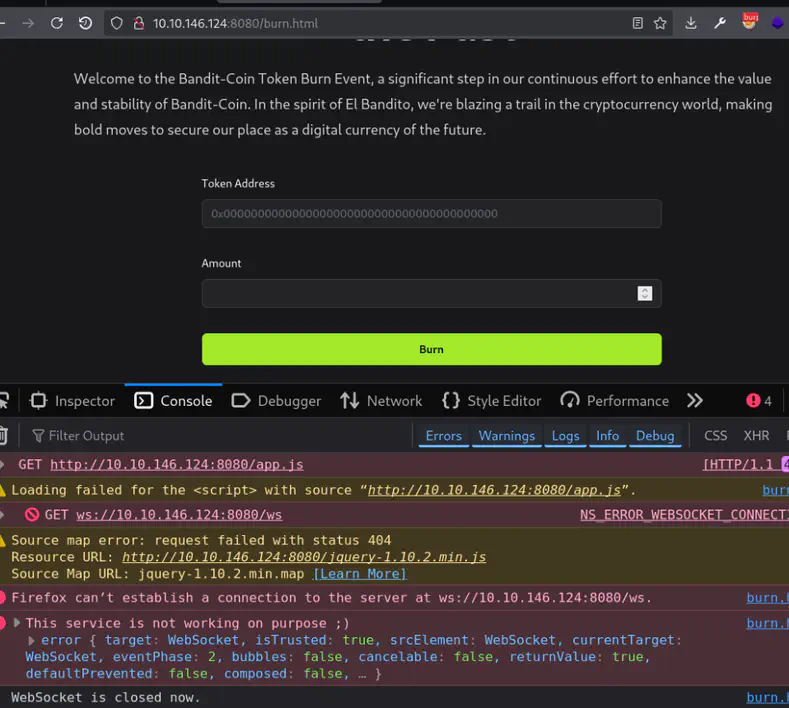 10.10.146.124:8080/burn.html
Welcome to the Bandit-Coin Token Burn Event, a significant step in our continuous effort to enhance the value
and stability of Bandit-Coin. In the spirit of El Bandito, we're blazing a trail in the cryptocurrency world, making
bold moves to secure our place as a digital currency of the future.
Token Address
0x0000000000000000000000000000000000000000
Amount
Burn
Inspector Console Debugger Network Style Editor Performance 4
Filter Output Errors Warnings Logs Info Debug CSS XHR
GET http://10.10.146.124:8080/app.js [HTTP/1.1 4
Loading failed for the <script> with source “http://10.10.146.124:8080/app.js”. bur
GET ws://10.10.146.124:8080/ws NS_ERROR_WEBSOCKET_CONNECTI
Source map error: request failed with status 404
Resource URL: http://10.10.146.124:8080/jquery-1.10.2.min.js
Source Map URL: jquery-1.10.2.min.map [Learn More]
Firefox can’t establish a connection to the server at ws://10.10.146.124:8080/ws. burn.
This service is not working on purpose ;) burn.
error { target: WebSocket, isTrusted: true, srcElement: WebSocket, currentTarget:
WebSocket, eventPhase: 2, bubbles: false, cancelable: false, returnValue: true,
defaultPrevented: false, composed: false, … }
WebSocket is closed now. burn.